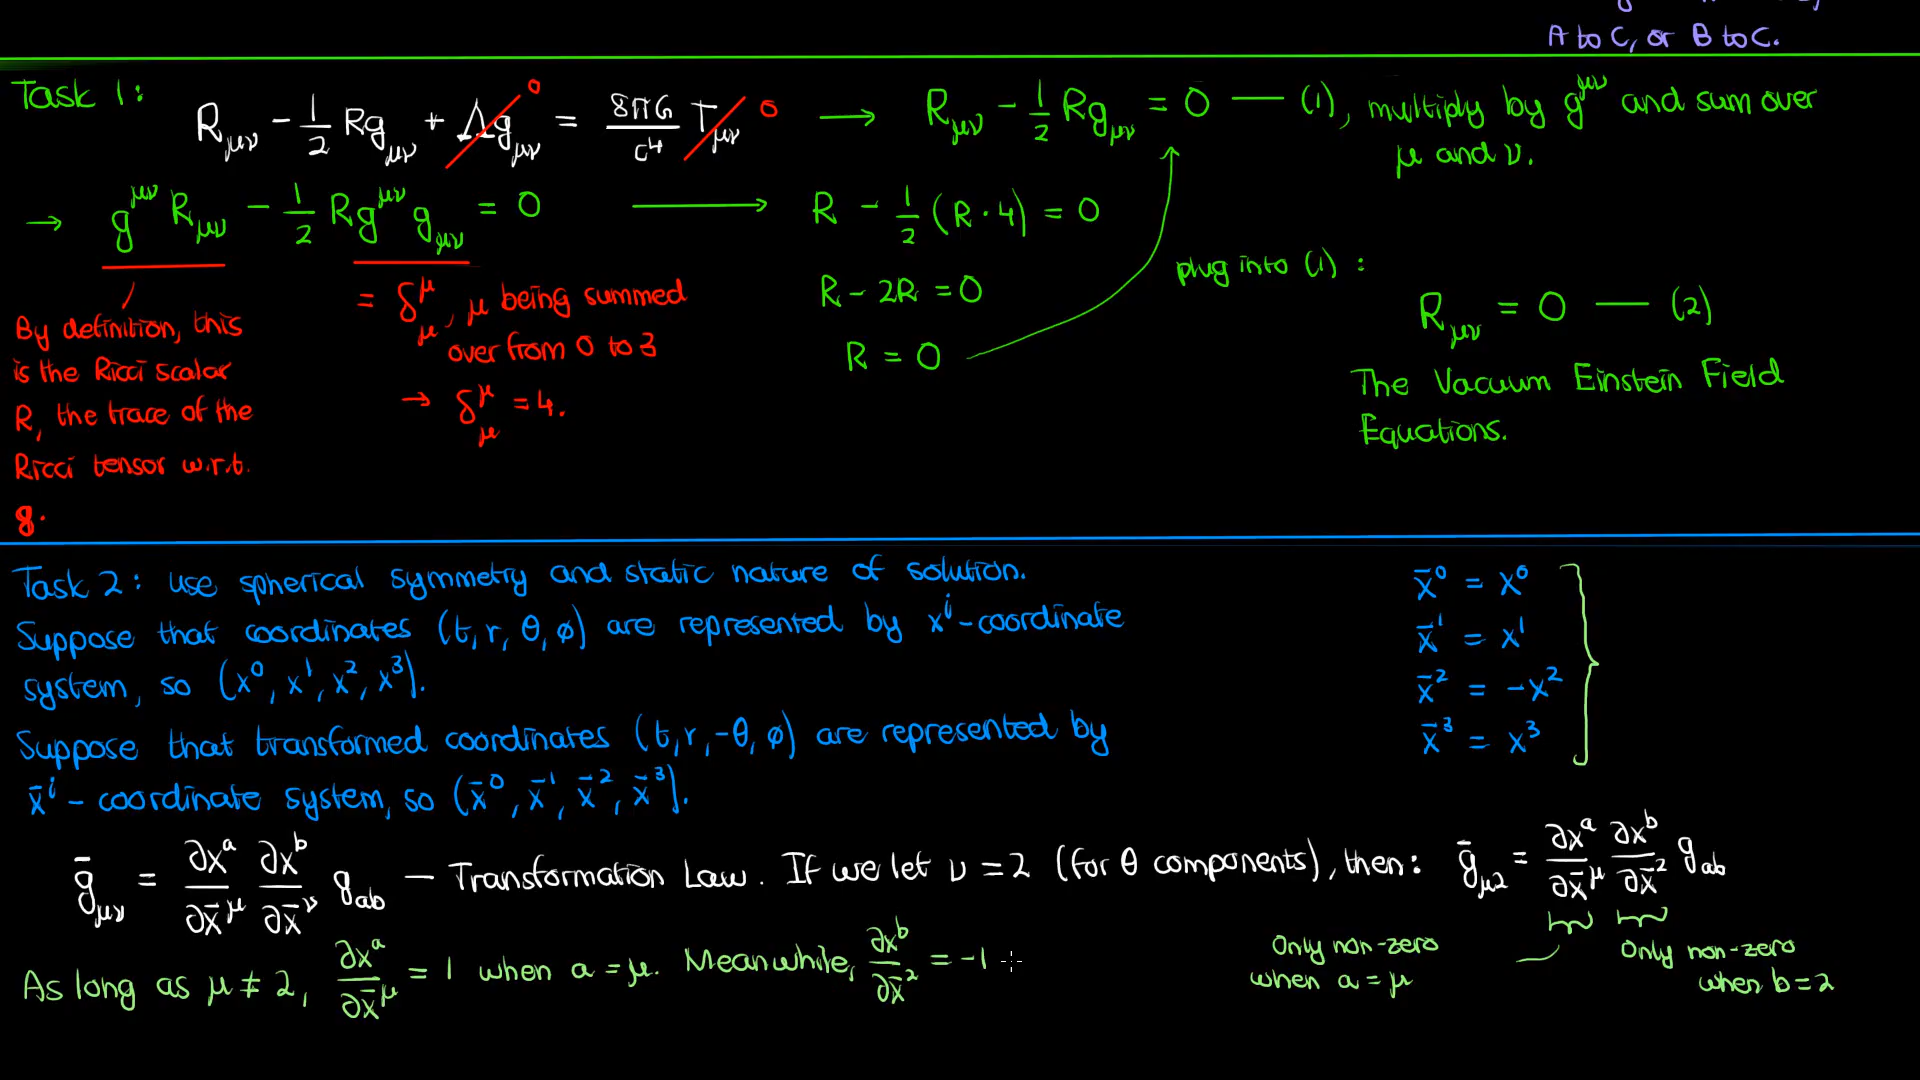 A to C, or B to C.
Task 1:
R_μν − 1/2 Rg_μν + Λg_μν⁰ = 8πG/c⁴ T_μν⁰ → R_μν − 1/2 Rg_μν = 0 — (1), multiply by g^μν and sum over
μ and ν.
→ g^μν R_μν − 1/2 Rg^μν g_μν = 0 → R − 1/2 (R · 4) = 0
By definition, this
is the Ricci scalar
R, the trace of the
Ricci tensor w.r.t.
g.
= δ^μ_μ, μ being summed
over from 0 to 3
→ δ^μ_μ = 4.
R − 2R = 0
R = 0
plug into (1) :
R_μν = 0 — (2)
The Vacuum Einstein Field
Equations.
Task 2: use spherical symmetry and static nature of solution.
Suppose that coordinates (t, r, θ, φ) are represented by x^i-coordinate
system, so (x⁰, x¹, x², x³).
Suppose that transformed coordinates (t, r, −θ, φ) are represented by
x̄^i − coordinate system, so (x̄⁰, x̄¹, x̄², x̄³).
x̄⁰ = x⁰
x̄¹ = x¹
x̄² = −x²
x̄³ = x³
ḡ_μν = ∂x^a/∂x̄^μ ∂x^b/∂x̄^ν g_ab — Transformation Law. If we let ν = 2 (for θ components), then: ḡ_μ2 = ∂x^a/∂x̄^μ ∂x^b/∂x̄² g_ab
As long as μ ≠ 2, ∂x^a/∂x̄^μ = 1 when a = μ. Meanwhile, ∂x^b/∂x̄² = −1
Only non-zero
when a = μ
Only non-zero
when b = 2